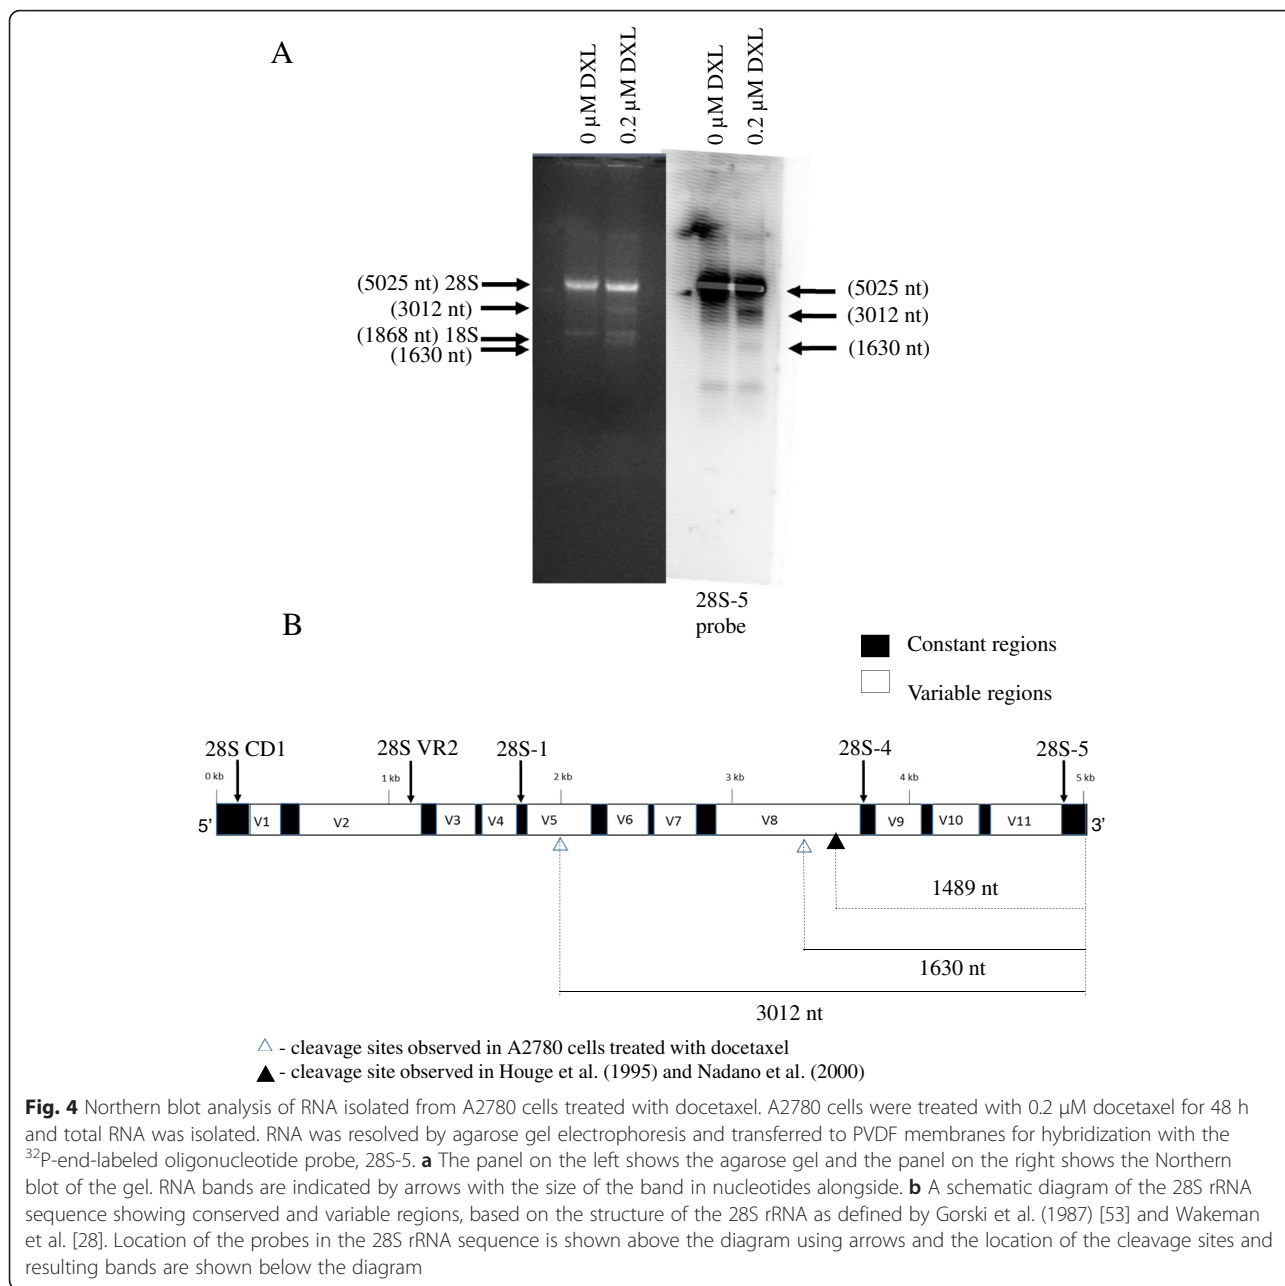 A
0 µM DXL
0.2 µM DXL
0 µM DXL
0.2 µM DXL
(5025 nt) 28S
(3012 nt)
(1868 nt) 18S
(1630 nt)
(5025 nt)
(3012 nt)
(1630 nt)
28S-5
probe
B
Constant regions
Variable regions
28S CD1 28S VR2 28S-1 28S-4 28S-5
0 kb 1 kb 2 kb 3 kb 4 kb 5 kb
5' V1 V2 V3 V4 V5 V6 V7 V8 V9 V10 V11 3'
1489 nt
1630 nt
3012 nt
△ - cleavage sites observed in A2780 cells treated with docetaxel
▲ - cleavage site observed in Houge et al. (1995) and Nadano et al. (2000)
Fig. 4 Northern blot analysis of RNA isolated from A2780 cells treated with docetaxel. A2780 cells were treated with 0.2 µM docetaxel for 48 h
and total RNA was isolated. RNA was resolved by agarose gel electrophoresis and transferred to PVDF membranes for hybridization with the
³²P-end-labeled oligonucleotide probe, 28S-5. a The panel on the left shows the agarose gel and the panel on the right shows the Northern
blot of the gel. RNA bands are indicated by arrows with the size of the band in nucleotides alongside. b A schematic diagram of the 28S rRNA
sequence showing conserved and variable regions, based on the structure of the 28S rRNA as defined by Gorski et al. (1987) [53] and Wakeman
et al. [28]. Location of the probes in the 28S rRNA sequence is shown above the diagram using arrows and the location of the cleavage sites and
resulting bands are shown below the diagram